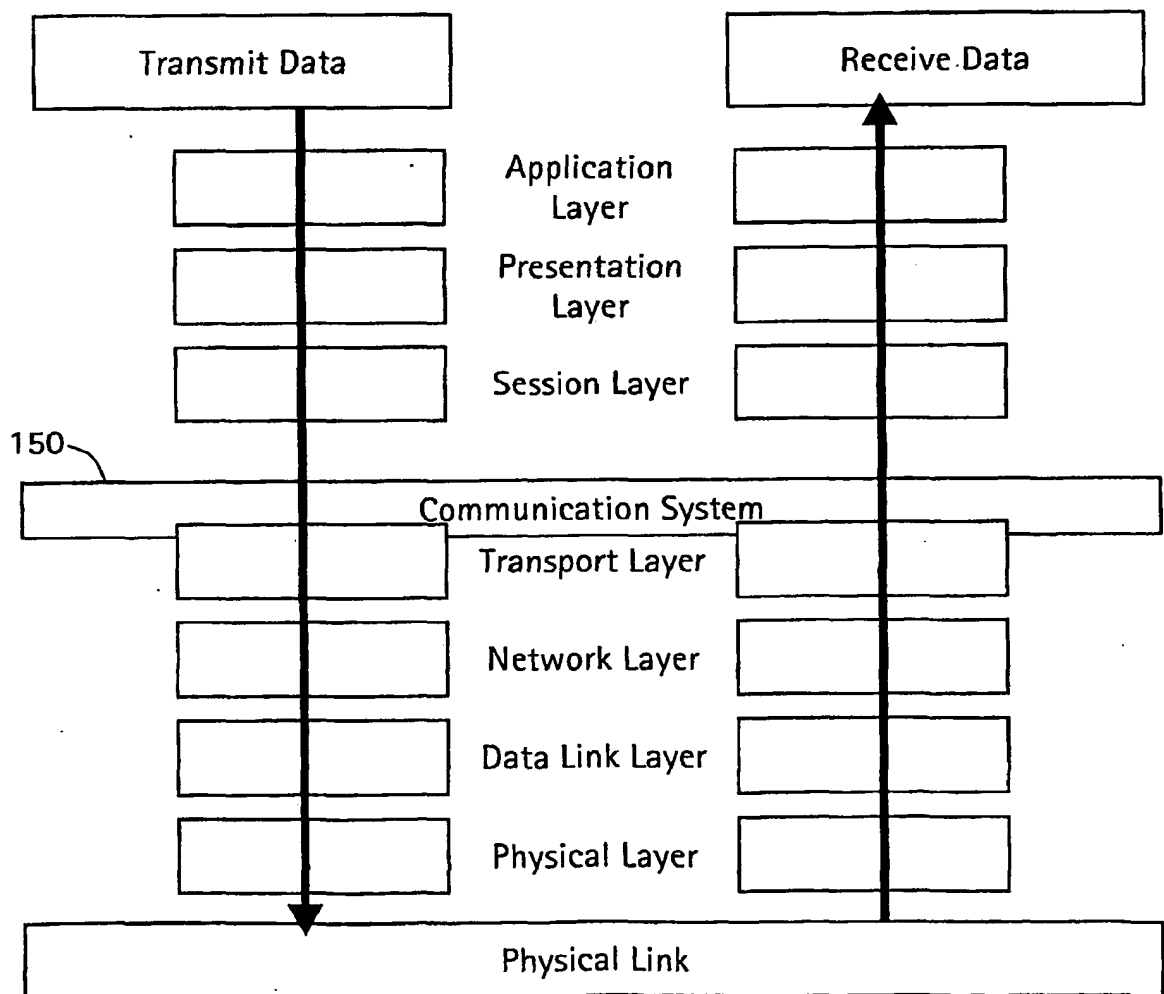 Transmit Data
Receive Data
Application
Layer
Presentation
Layer
Session Layer
150
Communication System
Transport Layer
Network Layer
Data Link Layer
Physical Layer
Physical Link